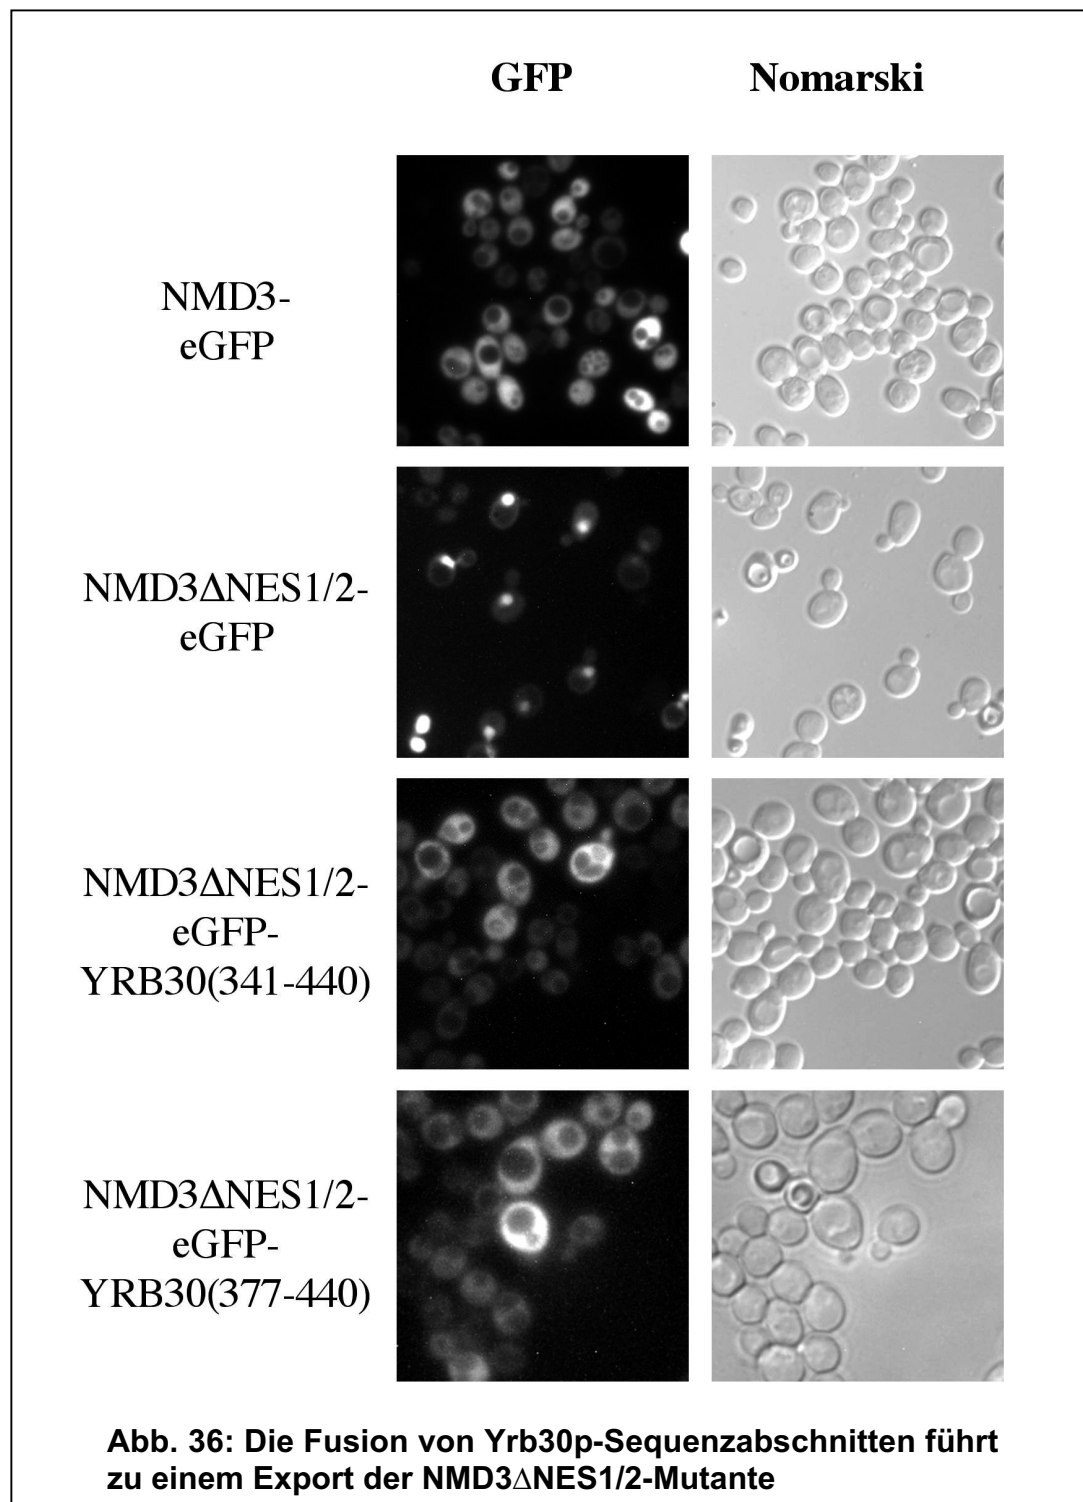 GFP Nomarski
NMD3-
eGFP
NMD3ΔNES1/2-
eGFP
NMD3ΔNES1/2-
eGFP-
YRB30(341-440)
NMD3ΔNES1/2-
eGFP-
YRB30(377-440)
Abb. 36: Die Fusion von Yrb30p-Sequenzabschnitten führt
zu einem Export der NMD3ΔNES1/2-Mutante